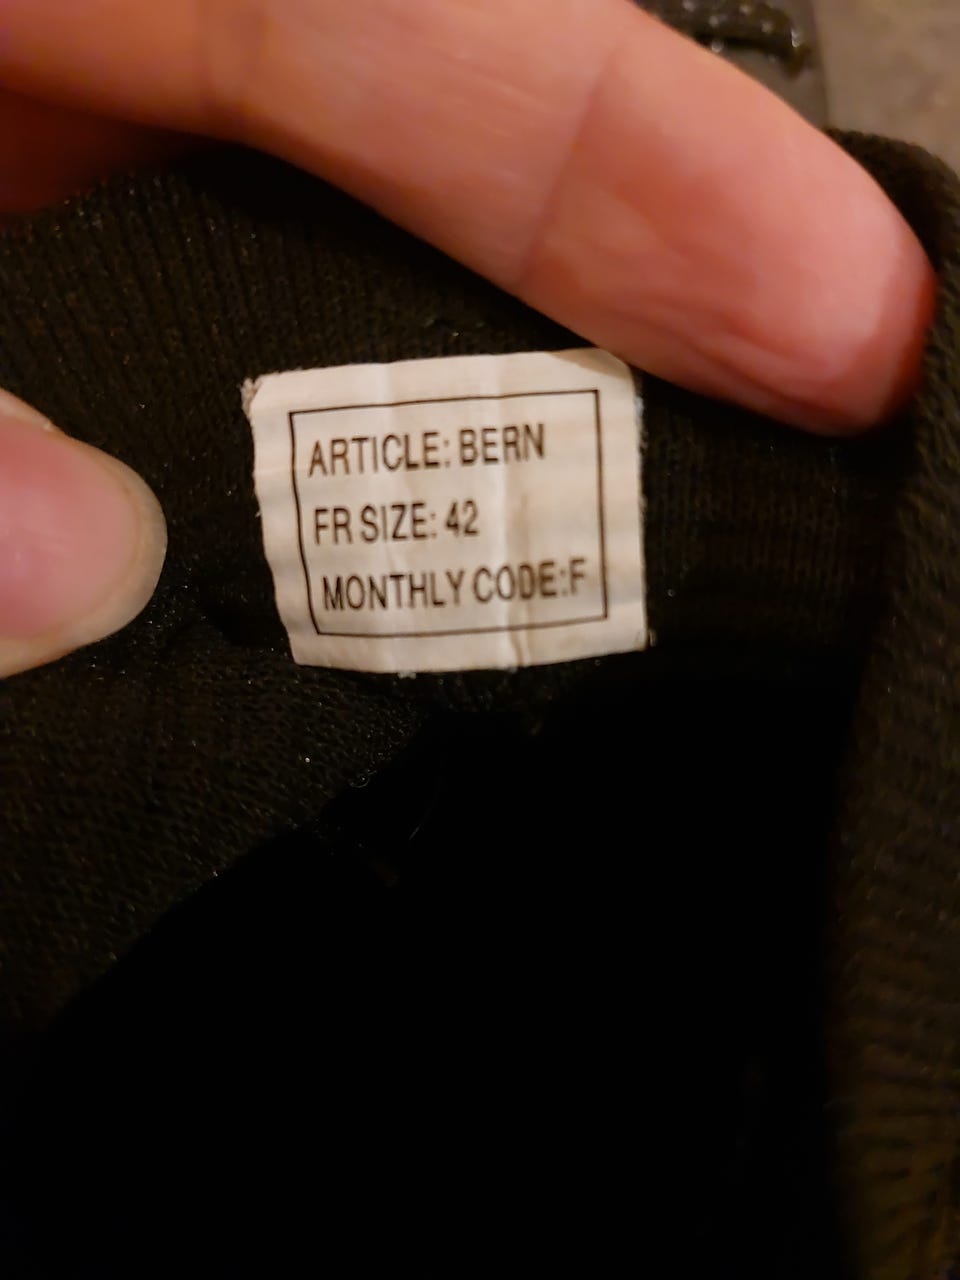 ARTICLE: BERN
FR SIZE: 42
MONTHLY CODE:F